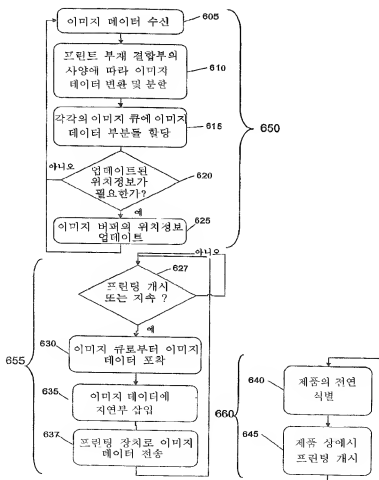 이미지 데이터 수신
605
프린트 부재 결합부의
사양에 따라 이미지
데이터 변환 및 분할
610
각각의 이미지 큐에 이미지
데이터 부분들 할당
615
650
아니오
업데이트된
위치정보가
필요한가?
620
예
이미지 버퍼의 위치정보
업데이트
625
아니오
627
프린팅 개시
또는 지속 ?
예
655
630
이미지 큐로부터 이미지
데이터 포착
635
이미지 데이터에
지연부 삽입
637
프린팅 장치로 이미지
데이터 전송
640
제품의 전연
식별
660
645
제품 상에서
프린팅 개시